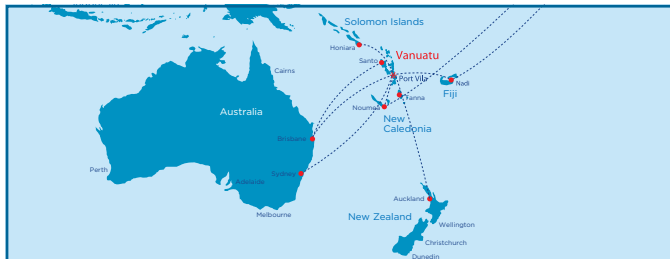 Solomon Islands
Honiara
Vanuatu
Santo
Cairns
Port Vila
Nadi
Tanna
Fiji
Noumea
Australia
New
Caledonia
Brisbane
Perth
Sydney
Adelaide
Auckland
Melbourne
New Zealand
Wellington
Christchurch
Dunedin